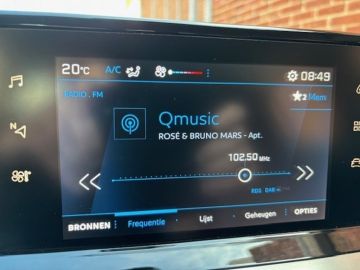 20°C A/C 08:49
RADIO . FM 2 Mem
Qmusic
ROSÉ & BRUNO MARS - Apt.
102.50 MHz
RDS DAB
BRONNEN Frequentie Lijst Geheugen OPTIES
N